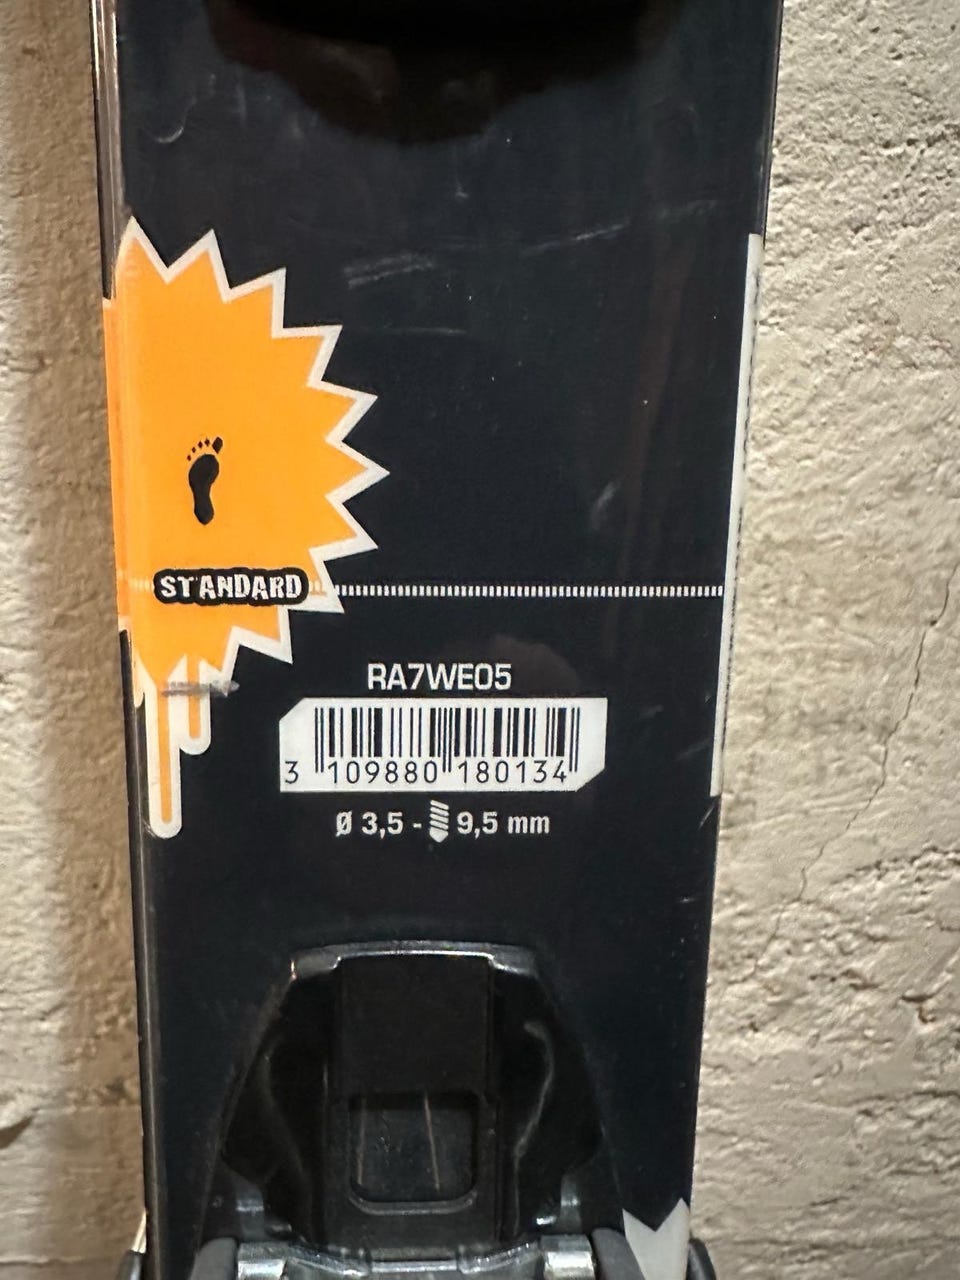 STANDARD
RA7WE05
3 109880 180134
Ø 3,5 - 9,5 mm